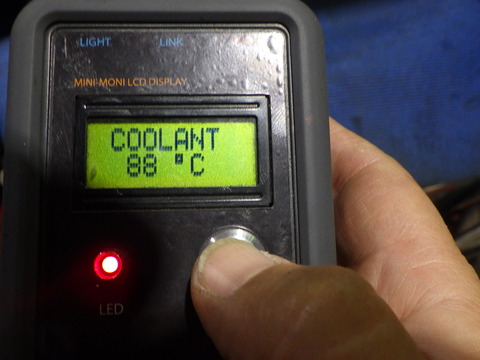 LIGHT LINK
MINI-MONI LCD DISPLAY
COOLANT
88 °C
LED